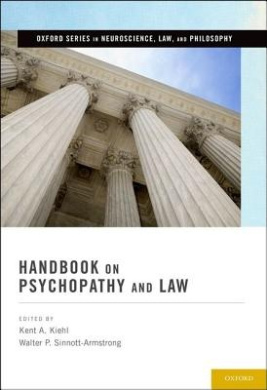 OXFORD SERIES IN NEUROSCIENCE, LAW, AND PHILOSOPHY
HANDBOOK ON
PSYCHOPATHY AND LAW
EDITED BY
Kent A. Kiehl
Walter P. Sinnott-Armstrong
OXFORD